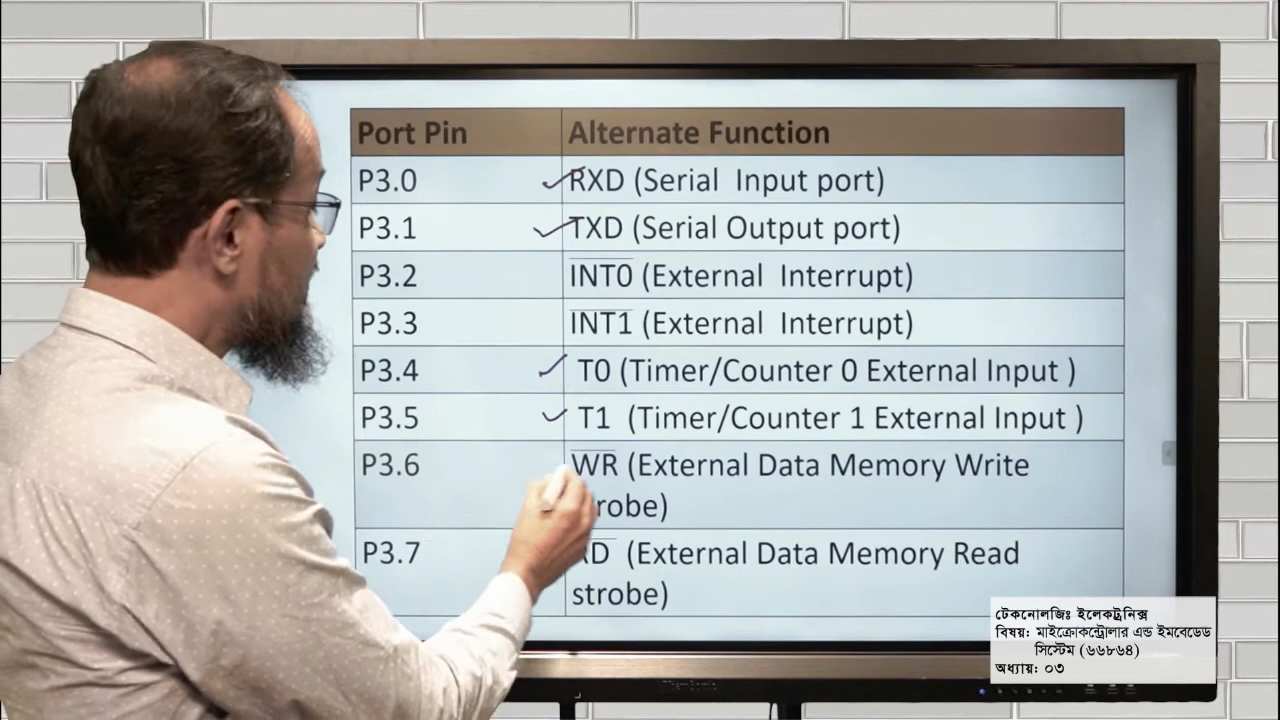 Port Pin Alternate Function
P3.0 RXD (Serial Input port)
P3.1 TXD (Serial Output port)
P3.2 I̅N̅T̅0̅ (External Interrupt)
P3.3 I̅N̅T̅1̅ (External Interrupt)
P3.4 T0 (Timer/Counter 0 External Input )
P3.5 T1 (Timer/Counter 1 External Input )
P3.6 W̅R̅ (External Data Memory Write
robe)
P3.7 R̅D̅ (External Data Memory Read
strobe)
টেকনোলজিঃ ইলেকট্রনিক্স
বিষয়: মাইক্রোকন্ট্রোলার এন্ড ইমবেডেড
সিস্টেম (৬৬৮৬৪)
অধ্যায়: ০৩